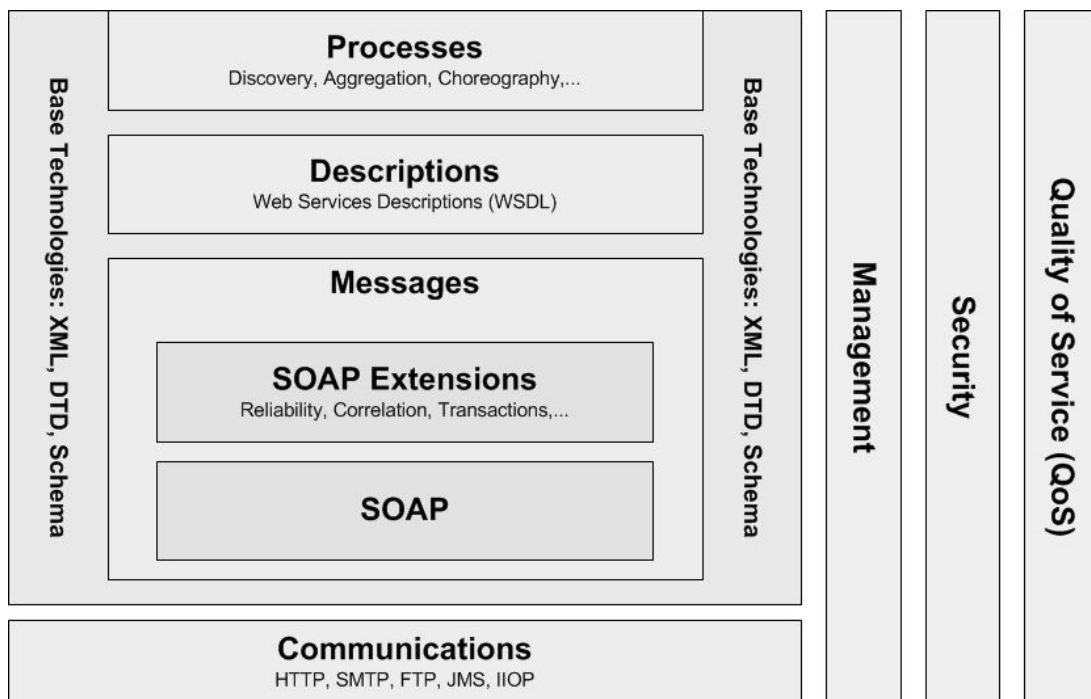 Processes
Discovery, Aggregation, Choreography,...
Base Technologies: XML, DTD, Schema
Base Technologies: XML, DTD, Schema
Descriptions
Web Services Descriptions (WSDL)
Messages
SOAP Extensions
Reliability, Correlation, Transactions,...
SOAP
Communications
HTTP, SMTP, FTP, JMS, IIOP
Management
Security
Quality of Service (QoS)